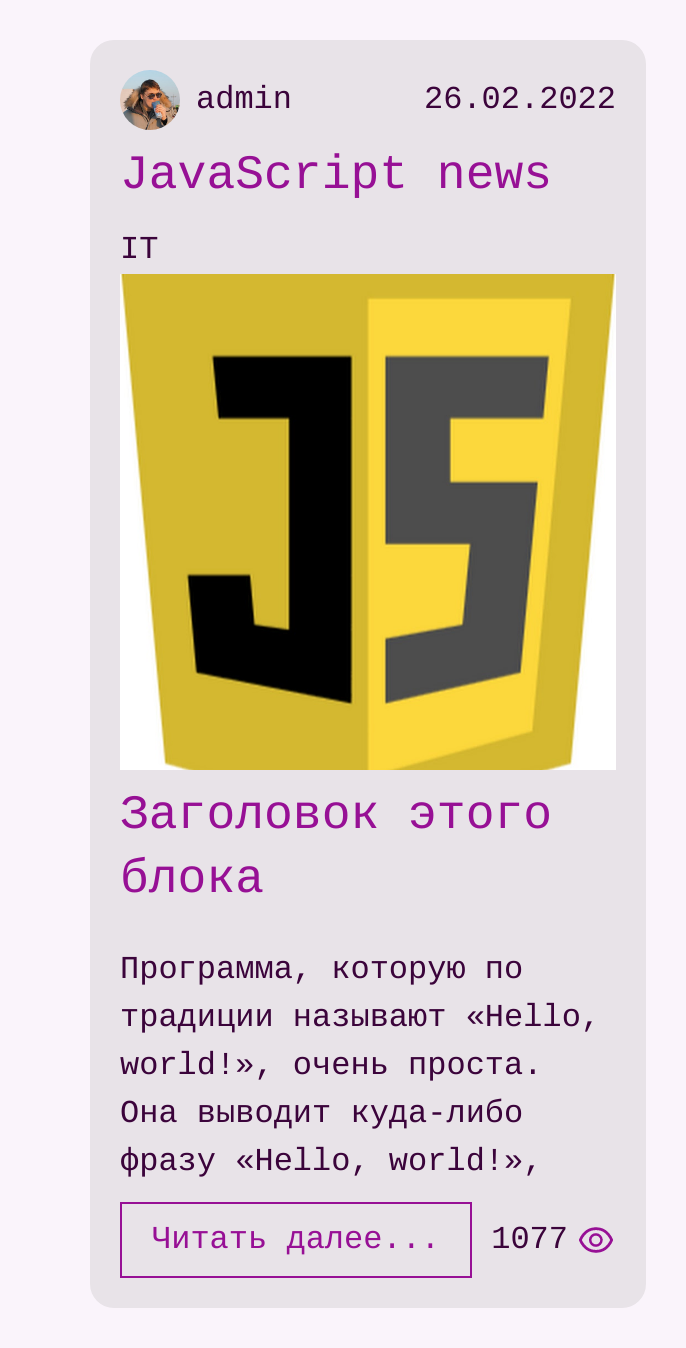 admin 26.02.2022
JavaScript news
IT
JS
Заголовок этого
блока
Программа, которую по
традиции называют «Hello,
world!», очень проста.
Она выводит куда-либо
фразу «Hello, world!»,
Читать далее... 1077